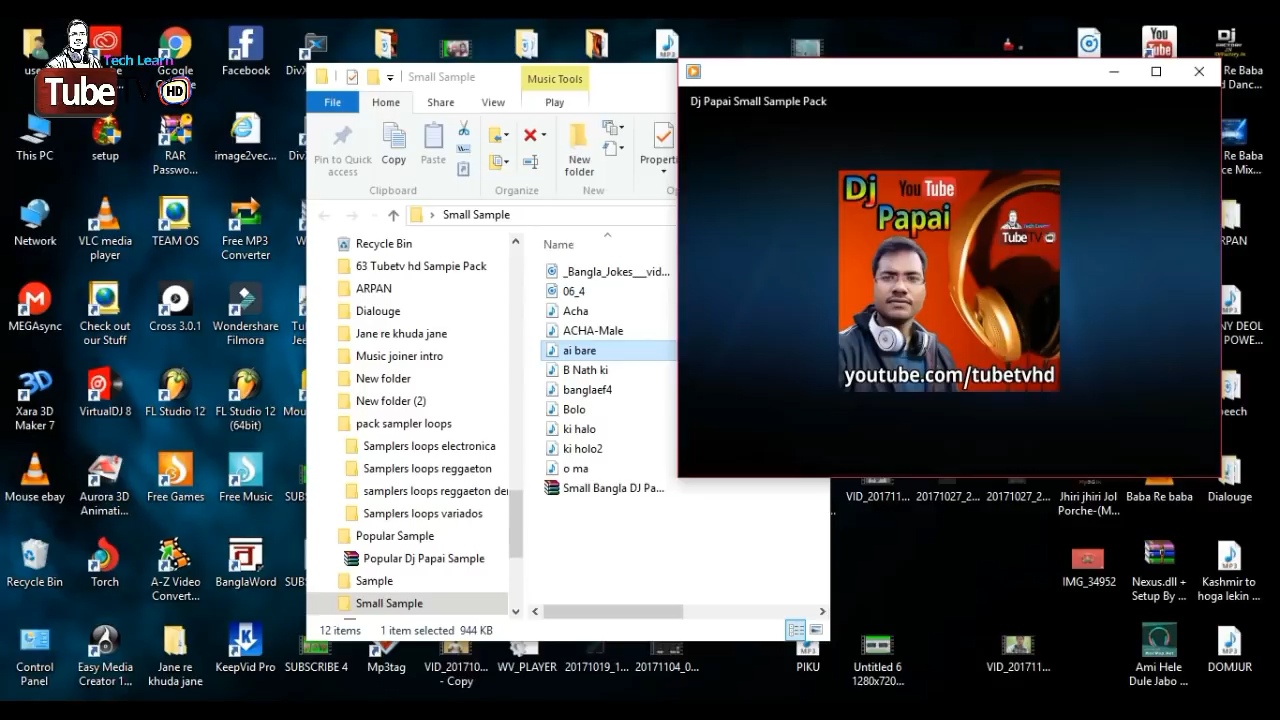 Tech Learn
TubeTV HD
Google
Facebook
This PC
setup
RAR
Passwo...
image2vec...
Network
VLC media
player
TEAM OS
Free MP3
Converter
MEGAsync
Check out
our Stuff
Cross 3.0.1
Wondershare
Filmora
Xara 3D
Maker 7
VirtualDJ 8
FL Studio 12
FL Studio 12
(64bit)
Mouse ebay
Aurora 3D
Animati...
Free Games
Free Music
Recycle Bin
Torch
A-Z Video
Convert...
BanglaWord
Control
Panel
Easy Media
Creator 1...
Jane re
khuda jane
KeepVid Pro
SUBSCRIBE 4
Mp3tag
VID_201710...
- Copy
WV_PLAYER
20171019_1...
20171104_0...
PIKU
Untitled 6
1280x720...
VID_201711...
Ami Hele
Dule Jabo ...
DOMJUR
Small Sample
Music Tools
File
Home
Share
View
Play
Pin to Quick
access
Copy
Paste
New
folder
Clipboard
Organize
New
Small Sample
Recycle Bin
63 Tubetv hd Sampie Pack
ARPAN
Dialouge
Jane re khuda jane
Music joiner intro
New folder
New folder (2)
pack sampler loops
Samplers loops electronica
Samplers loops reggaeton
samplers loops reggaeton de
Samplers loops variados
Popular Sample
Popular Dj Papai Sample
Sample
Small Sample
Name
_Bangla_Jokes___vid...
06_4
Acha
ACHA-Male
ai bare
B Nath ki
banglaef4
Bolo
ki halo
ki holo2
o ma
Small Bangla DJ Pa...
12 items
1 item selected 944 KB
Dj Papai Small Sample Pack
Dj
YouTube
Papai
Tech Learn
TubeTV HD
youtube.com/tubetvhd
MP3
You
Tube
Dj
VID_201711...
20171027_2...
20171027_2...
Jhiri jhiri Jol
Porche-(M...
Baba Re baba
Dialouge
IMG_34952
Nexus.dll +
Setup By ...
Kashmir to
hoga lekin ...